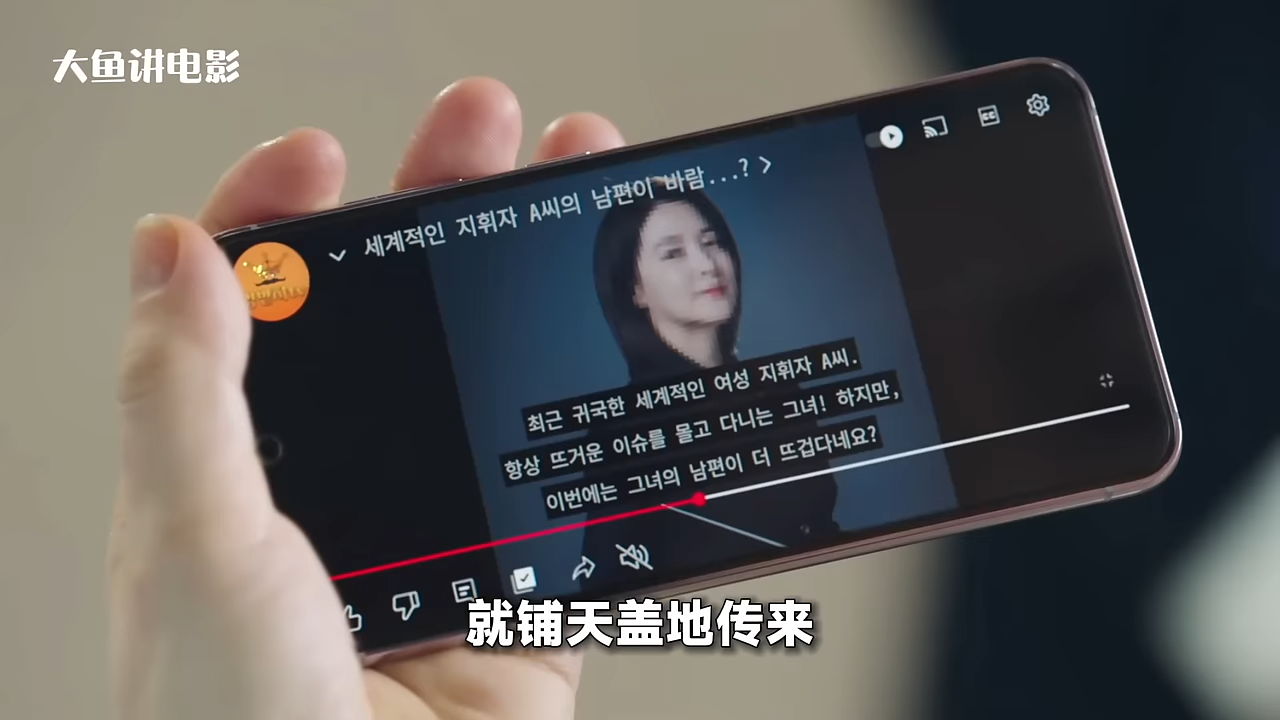 大鱼讲电影
세계적인 지휘자 A씨의 남편이 바람...?
최근 귀국한 세계적인 여성 지휘자 A씨.
항상 뜨거운 이슈를 몰고 다니는 그녀! 하지만,
이번에는 그녀의 남편이 더 뜨겁다네요?
就铺天盖地传来